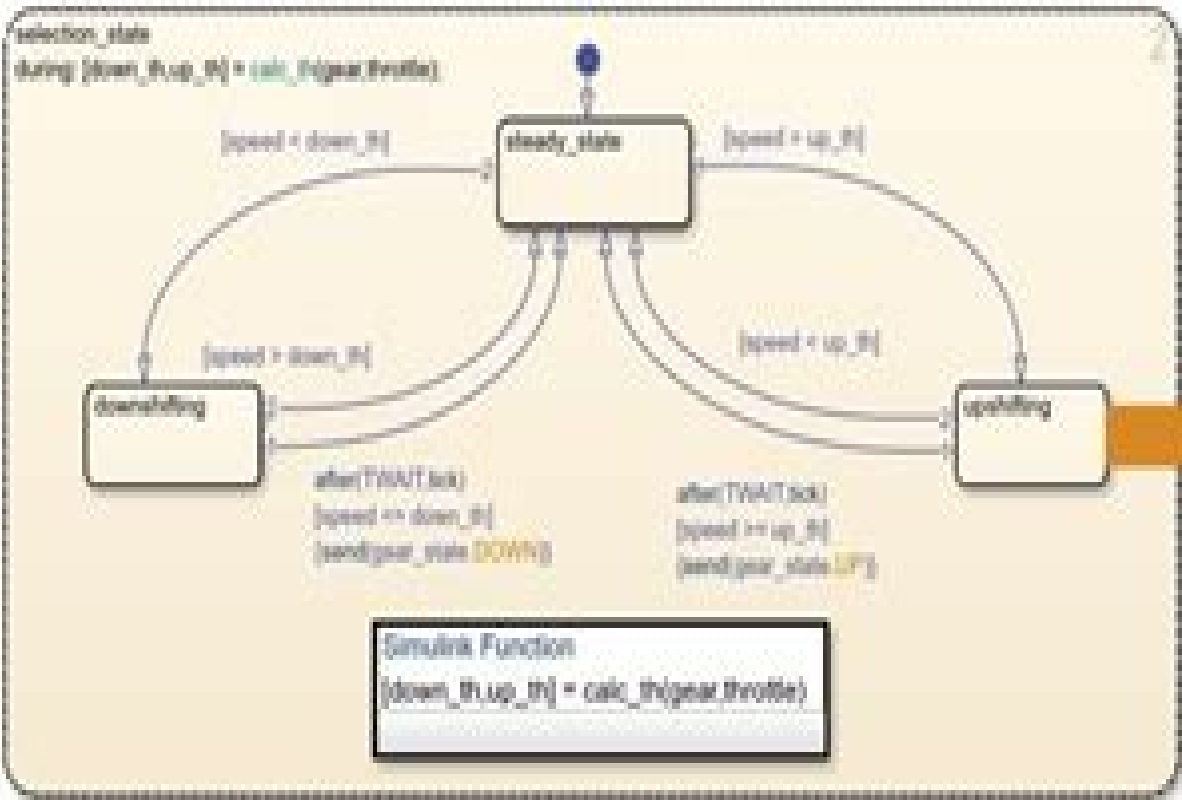 selection_state
during: [down_th,up_th] = calc_th(gear,throttle);
2
[speed < down_th]
steady_state
[speed > up_th]
[speed > down_th]
[speed < up_th]
downshifting
upshifting
after(TWAIT,tick)
[speed <= down_th]
{send(gear_state.DOWN)}
after(TWAIT,tick)
[speed >= up_th]
{send(gear_state.UP)}
Simulink Function
[down_th,up_th] = calc_th(gear,throttle)